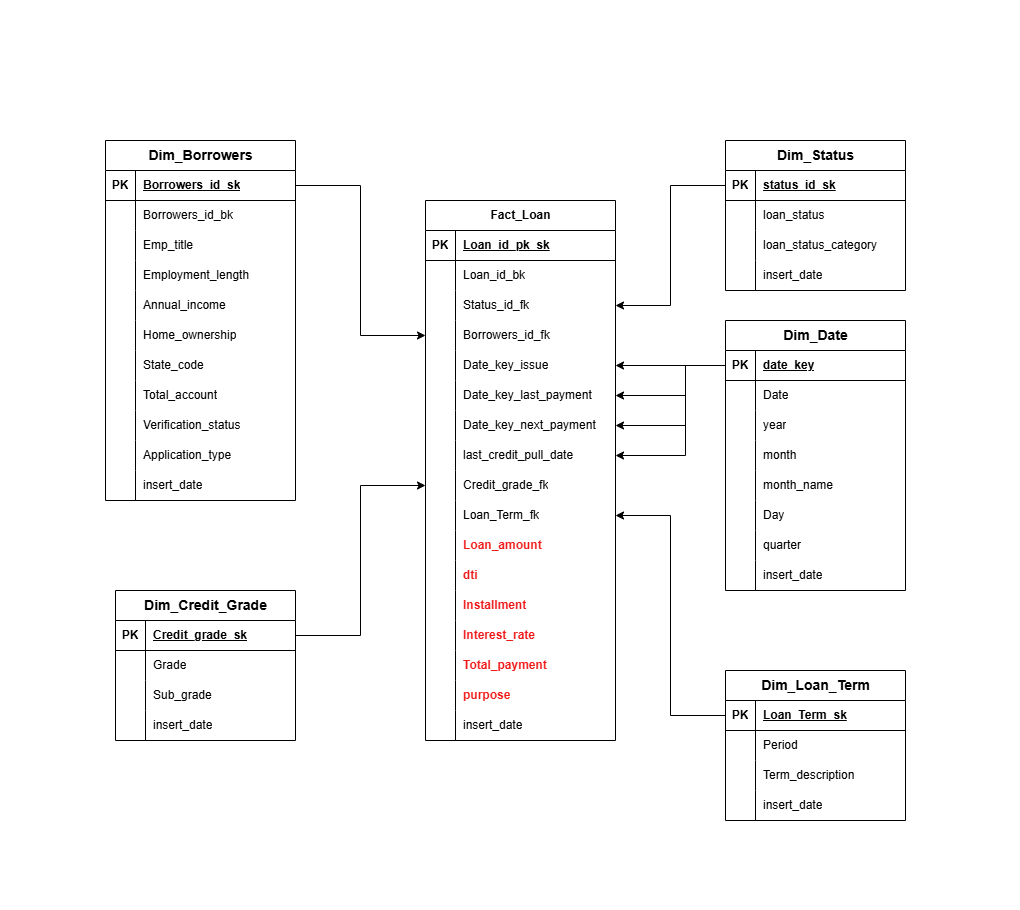 Dim_Borrowers
PK Borrowers_id_sk
Borrowers_id_bk
Emp_title
Employment_length
Annual_income
Home_ownership
State_code
Total_account
Verification_status
Application_type
insert_date
Dim_Credit_Grade
PK Credit_grade_sk
Grade
Sub_grade
insert_date
Fact_Loan
PK Loan_id_pk_sk
Loan_id_bk
Status_id_fk
Borrowers_id_fk
Date_key_issue
Date_key_last_payment
Date_key_next_payment
last_credit_pull_date
Credit_grade_fk
Loan_Term_fk
Loan_amount
dti
Installment
Interest_rate
Total_payment
purpose
insert_date
Dim_Status
PK status_id_sk
loan_status
loan_status_category
insert_date
Dim_Date
PK date_key
Date
year
month
month_name
Day
quarter
insert_date
Dim_Loan_Term
PK Loan_Term_sk
Period
Term_description
insert_date